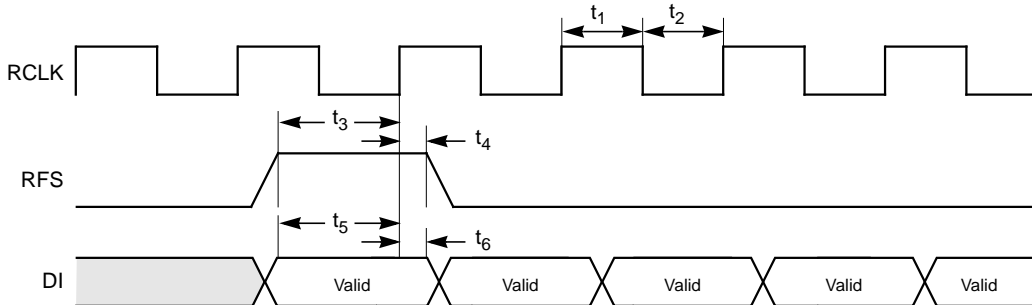 t1 t2
RCLK
t3
t4
RFS
t5
t6
DI Valid Valid Valid Valid Valid